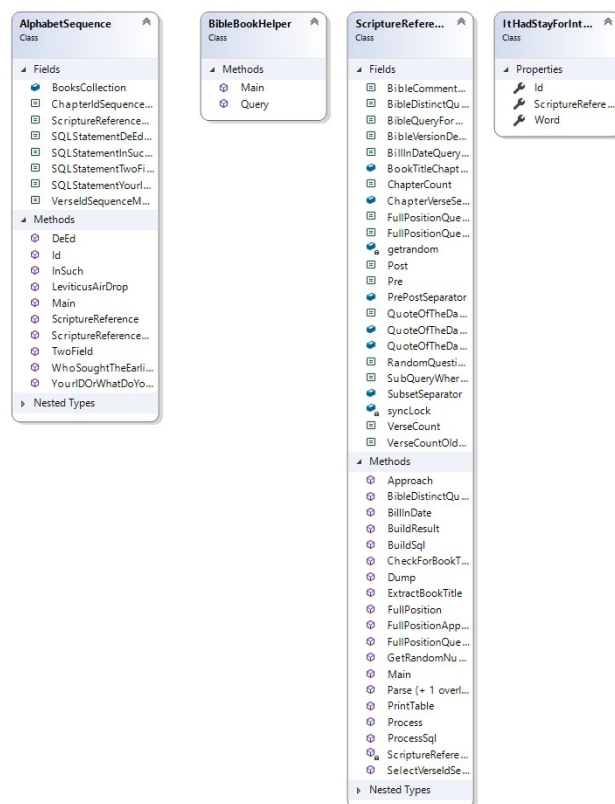 AlphabetSequence
Class
Fields
BooksCollection
ChapterIdSequence...
ScriptureReference...
SQLStatementDeEd...
SQLStatementInSuc...
SQLStatementTwoFi...
SQLStatementYourI...
VerseIdSequenceM...
Methods
DeEd
Id
InSuch
LeviticusAirDrop
Main
ScriptureReference
ScriptureReference...
TwoField
WhoSoughtTheEarli...
YourIDOrWhatDoYo...
Nested Types
BibleBookHelper
Class
Methods
Main
Query
ScriptureRefere...
Class
Fields
BibleComment...
BibleDistinctQu...
BibleQueryFor...
BibleVersionDe...
BillInDateQuery...
BookTitleChapt...
ChapterCount
ChapterVerseSe...
FullPositionQue...
FullPositionQue...
getrandom
Post
Pre
PrePostSeparator
QuoteOfTheDa...
QuoteOfTheDa...
QuoteOfTheDa...
RandomQuesti...
SubQueryWher...
SubsetSeparator
syncLock
VerseCount
VerseCountOld...
Methods
Approach
BibleDistinctQu...
BillInDate
BuildResult
BuildSql
CheckForBookT...
Dump
ExtractBookTitle
FullPosition
FullPositionApp...
FullPositionQue...
GetRandomNu...
Main
Parse (+ 1 overl...
PrintTable
Process
ProcessSql
ScriptureRefere...
SelectVerseIdSe...
Nested Types
ItHadStayForInt...
Class
Properties
Id
ScriptureRefere...
Word